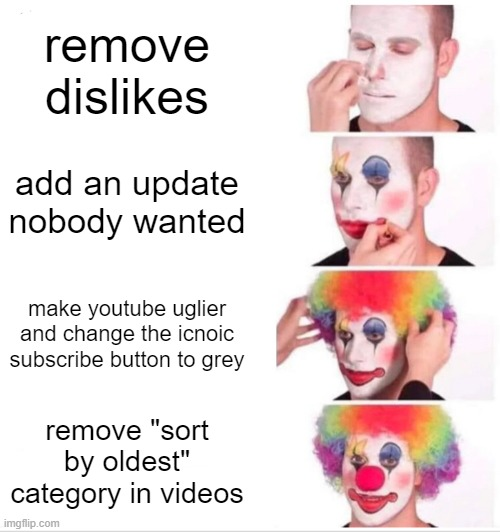 remove
dislikes
add an update
nobody wanted
make youtube uglier
and change the icnoic
subscribe button to grey
remove "sort
by oldest"
category in videos
imgflip.com